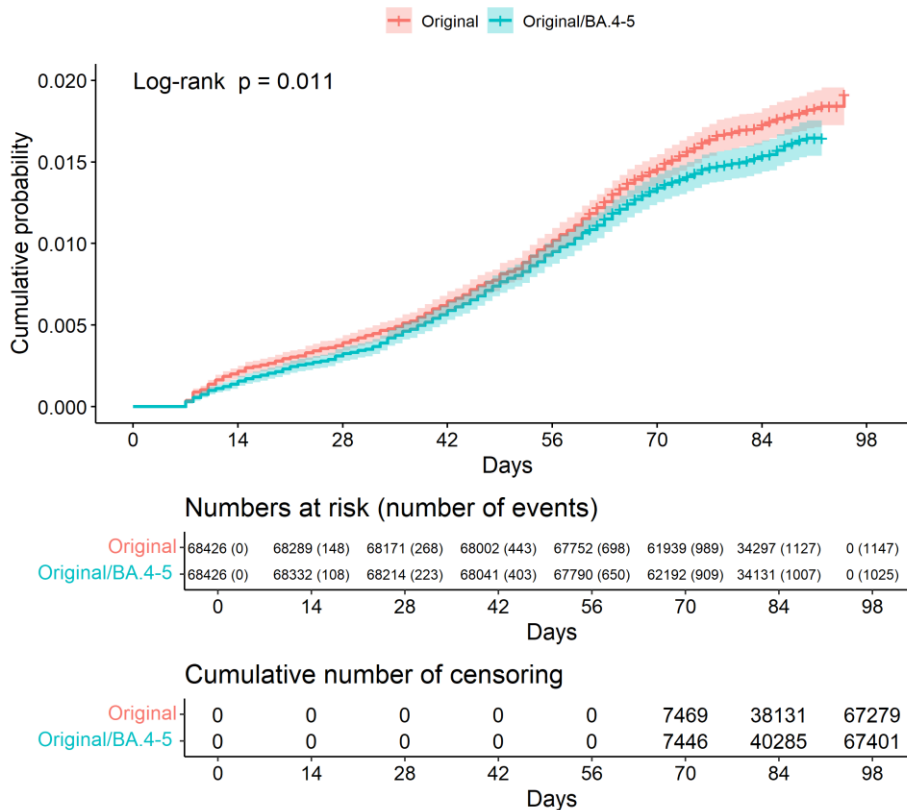 Original Original/BA.4-5
Log-rank p = 0.011
0.020
0.015
0.010
0.005
0.000
Cumulative probability
0 14 28 42 56 70 84 98
Days
Numbers at risk (number of events)
Original 68426 (0) 68289 (148) 68171 (268) 68002 (443) 67752 (698) 61939 (989) 34297 (1127) 0 (1147)
Original/BA.4-5 68426 (0) 68332 (108) 68214 (223) 68041 (403) 67790 (650) 62192 (909) 34131 (1007) 0 (1025)
0 14 28 42 56 70 84 98
Days
Cumulative number of censoring
Original 0 0 0 0 0 7469 38131 67279
Original/BA.4-5 0 0 0 0 0 7446 40285 67401
0 14 28 42 56 70 84 98
Days